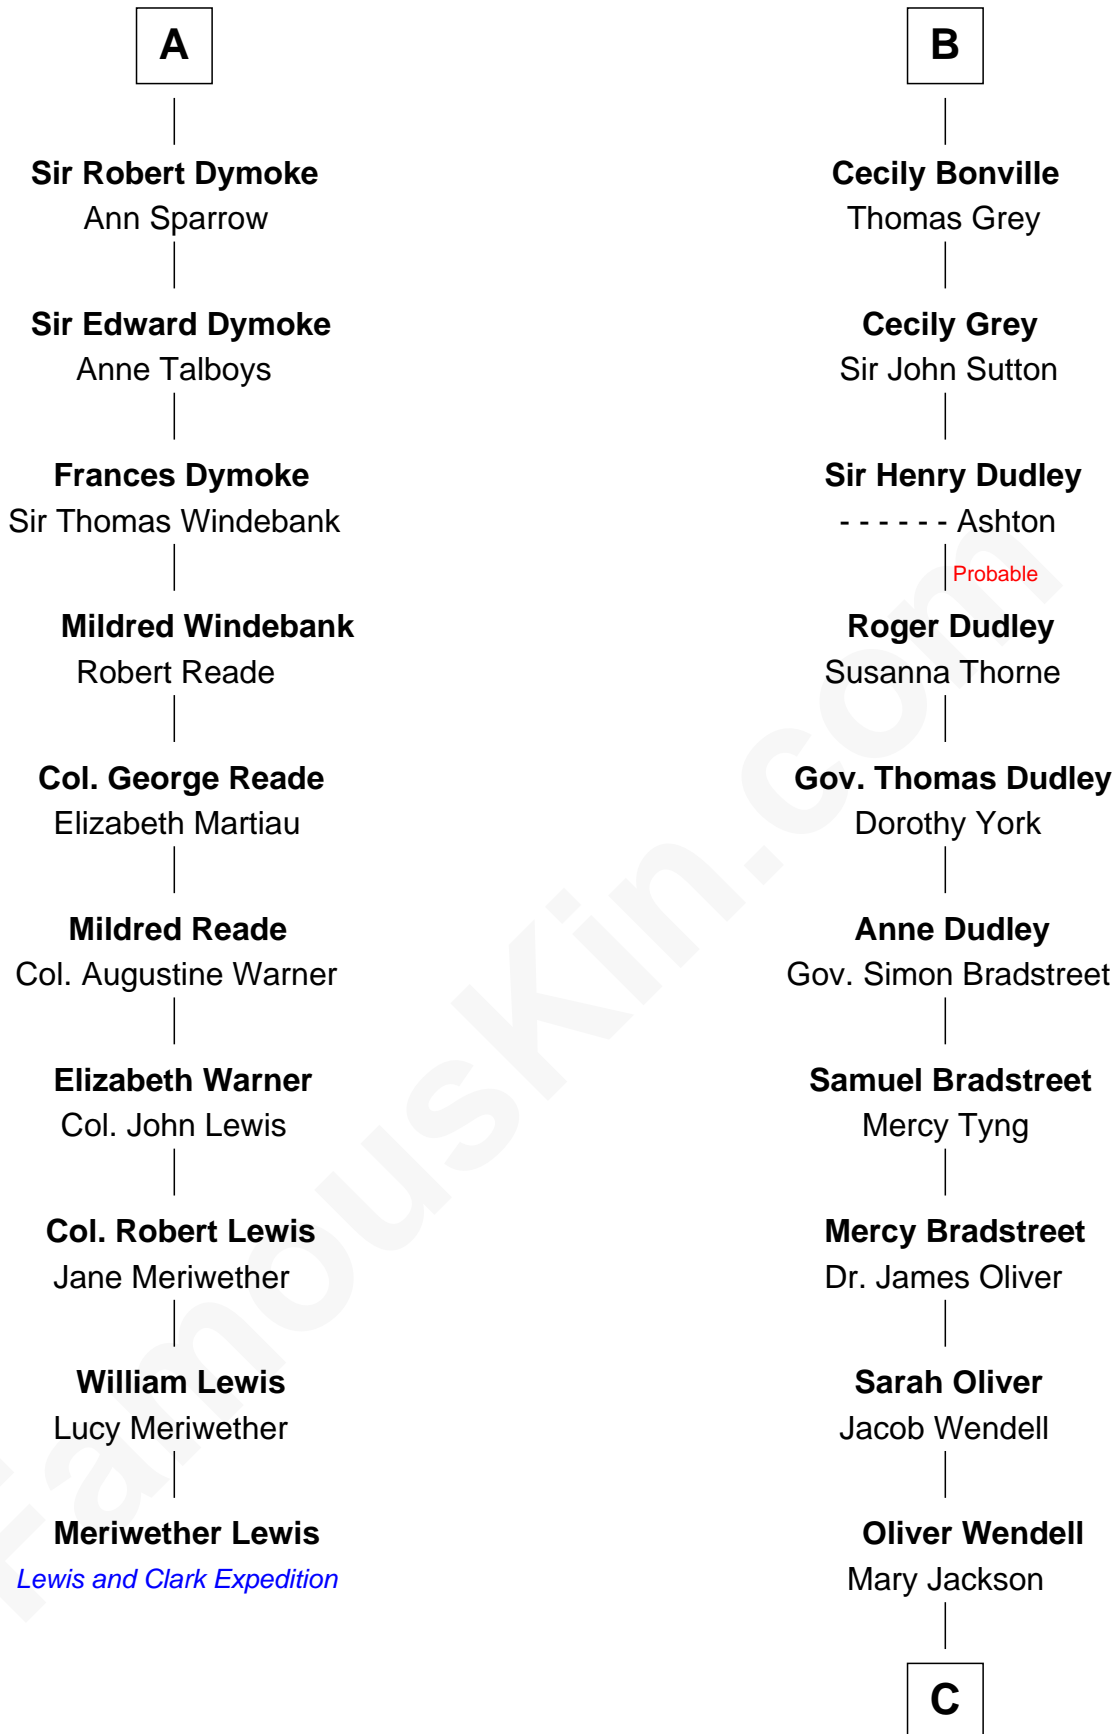 A
Sir Robert Dymoke
Ann Sparrow
Sir Edward Dymoke
Anne Talboys
Frances Dymoke
Sir Thomas Windebank
Mildred Windebank
Robert Reade
Col. George Reade
Elizabeth Martiau
Mildred Reade
Col. Augustine Warner
Elizabeth Warner
Col. John Lewis
Col. Robert Lewis
Jane Meriwether
William Lewis
Lucy Meriwether
Meriwether Lewis
Lewis and Clark Expedition
B
Cecily Bonville
Thomas Grey
Cecily Grey
Sir John Sutton
Sir Henry Dudley
- - - - - - Ashton
Probable
Roger Dudley
Susanna Thorne
Gov. Thomas Dudley
Dorothy York
Anne Dudley
Gov. Simon Bradstreet
Samuel Bradstreet
Mercy Tyng
Mercy Bradstreet
Dr. James Oliver
Sarah Oliver
Jacob Wendell
Oliver Wendell
Mary Jackson
C
FamousKin.com